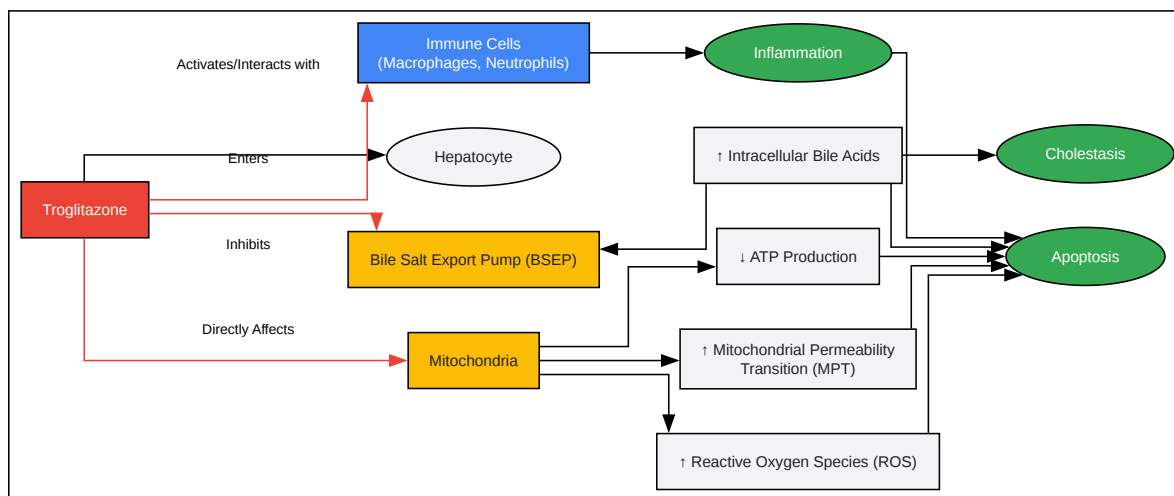 Immune Cells
(Macrophages, Neutrophils)
Inflammation
Activates/Interacts with
↑ Intracellular Bile Acids
Cholestasis
Hepatocyte
Enters
Troglitazone
Inhibits
Bile Salt Export Pump (BSEP)
↓ ATP Production
Apoptosis
Directly Affects
Mitochondria
↑ Mitochondrial Permeability
Transition (MPT)
↑ Reactive Oxygen Species (ROS)